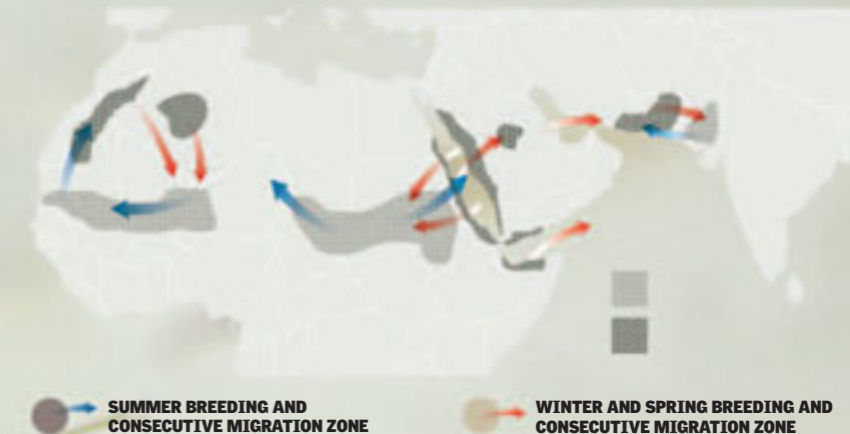 SUMMER BREEDING AND
CONSECUTIVE MIGRATION ZONE
WINTER AND SPRING BREEDING AND
CONSECUTIVE MIGRATION ZONE